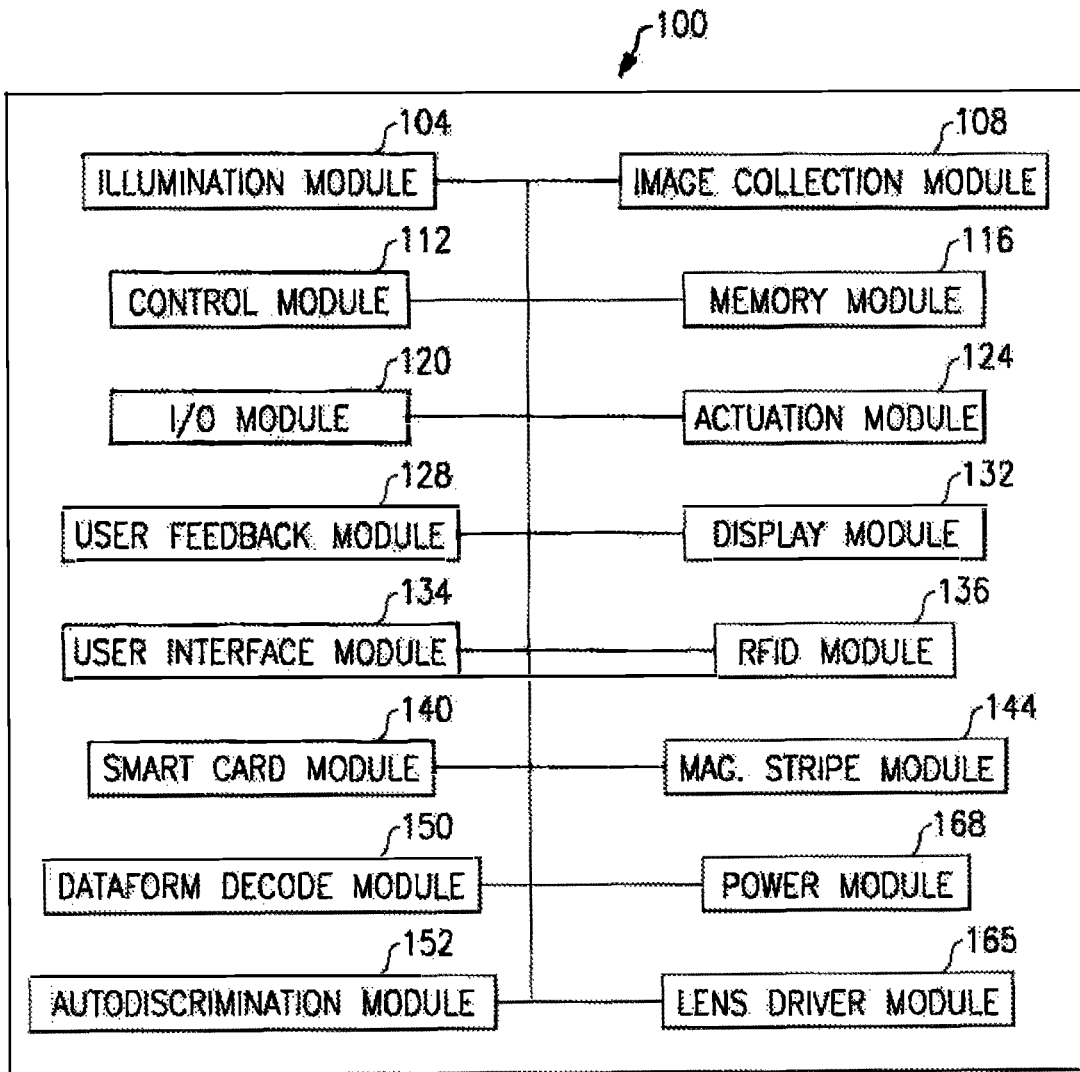 100
104 108
ILLUMINATION MODULE IMAGE COLLECTION MODULE
112 116
CONTROL MODULE MEMORY MODULE
120 124
I/O MODULE ACTUATION MODULE
128 132
USER FEEDBACK MODULE DISPLAY MODULE
134 136
USER INTERFACE MODULE RFID MODULE
140 144
SMART CARD MODULE MAG. STRIPE MODULE
150 168
DATAFORM DECODE MODULE POWER MODULE
152 165
AUTODISCRIMINATION MODULE LENS DRIVER MODULE